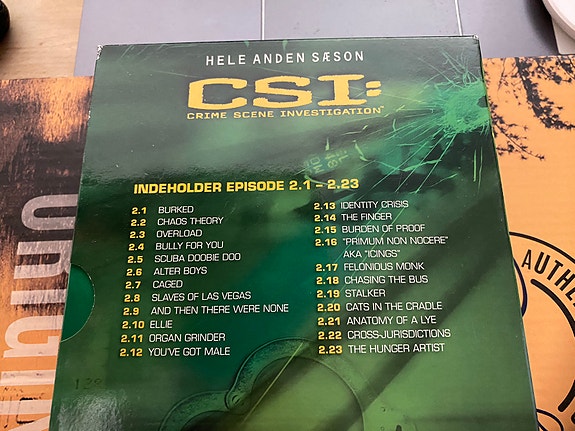 HELE ANDEN SÆSON
CSI:
CRIME SCENE INVESTIGATION™
INDEHOLDER EPISODE 2.1 – 2.23
2.1 BURKED
2.2 CHAOS THEORY
2.3 OVERLOAD
2.4 BULLY FOR YOU
2.5 SCUBA DOOBIE DOO
2.6 ALTER BOYS
2.7 CAGED
2.8 SLAVES OF LAS VEGAS
2.9 AND THEN THERE WERE NONE
2.10 ELLIE
2.11 ORGAN GRINDER
2.12 YOU'VE GOT MALE
2.13 IDENTITY CRISIS
2.14 THE FINGER
2.15 BURDEN OF PROOF
2.16 "PRIMUM NON NOCERE"
AKA "ICINGS"
2.17 FELONIOUS MONK
2.18 CHASING THE BUS
2.19 STALKER
2.20 CATS IN THE CRADLE
2.21 ANATOMY OF A LYE
2.22 CROSS-JURISDICTIONS
2.23 THE HUNGER ARTIST